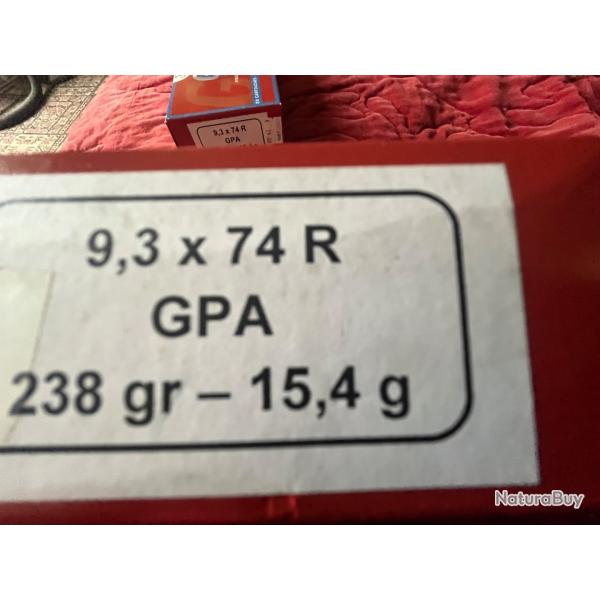 9,3 x 74 R
GPA
9,3 x 74 R
GPA
238 gr – 15,4 g
NaturaBuy